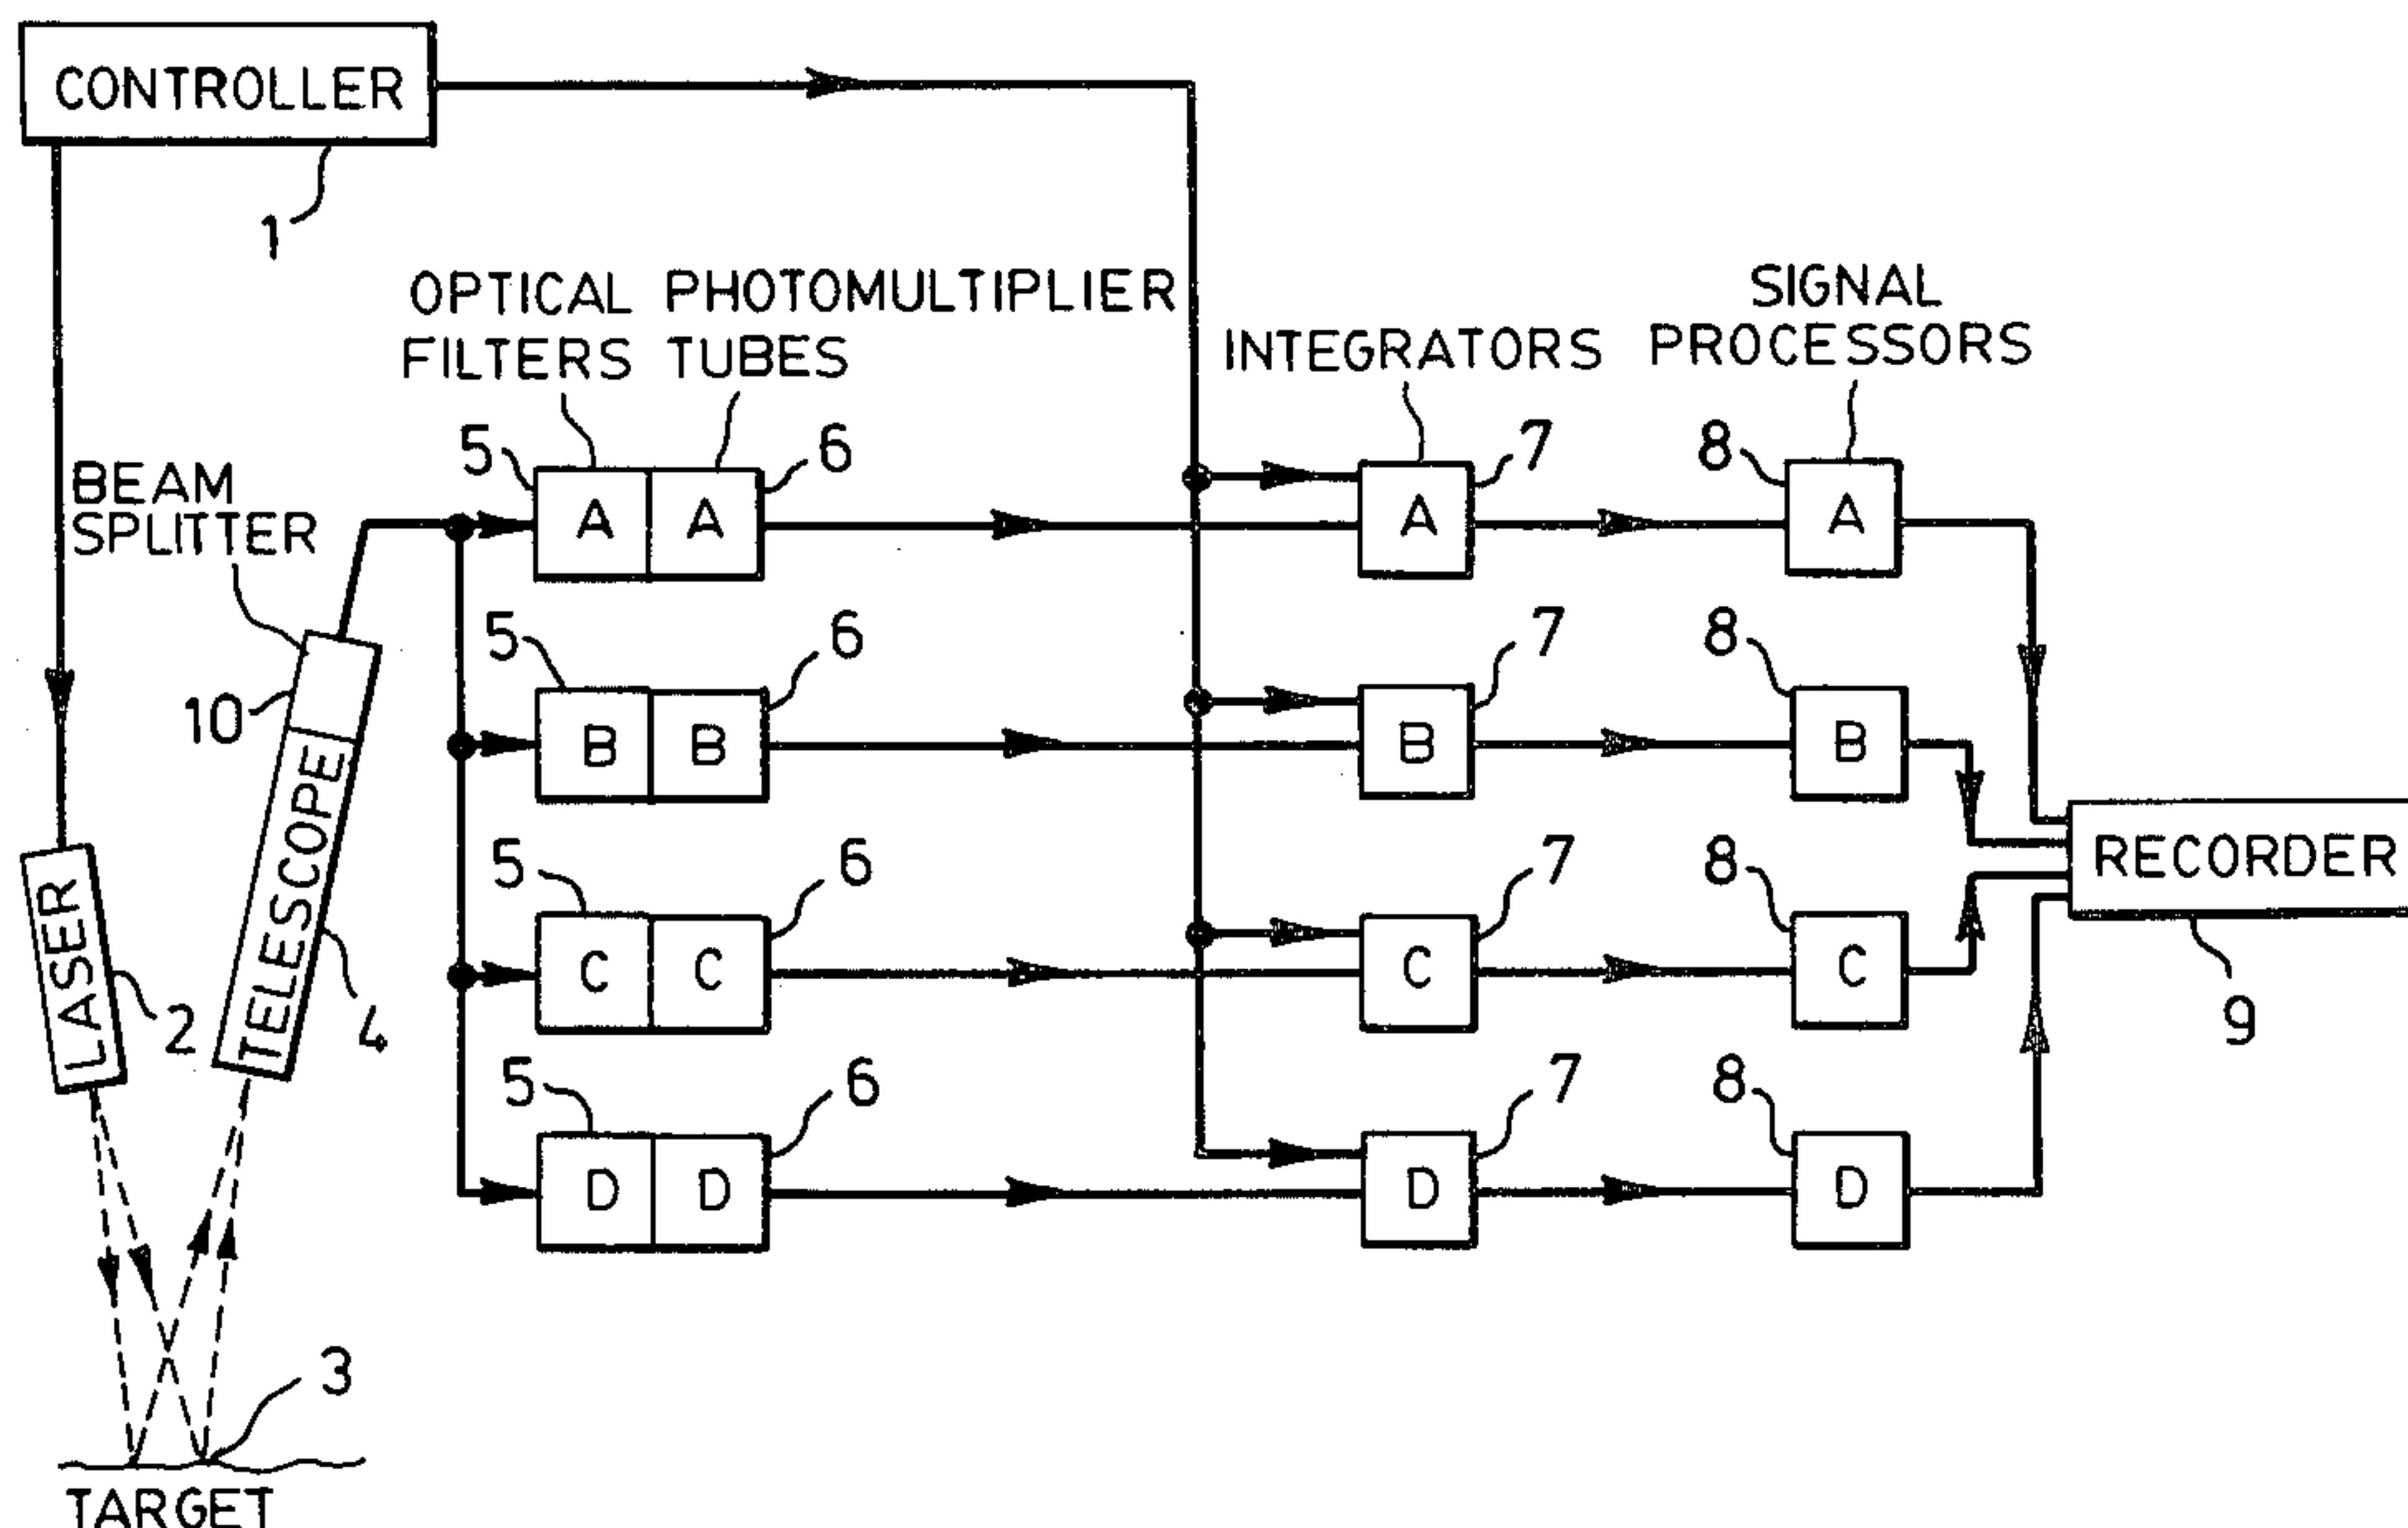 CONTROLLER
1
OPTICAL PHOTOMULTIPLIER
FILTERS TUBES
INTEGRATORS
SIGNAL
PROCESSORS
BEAM
SPLITTER
5
6
7
8
A A
A
A
5
6
7
8
10
B B
B
B
TELESCOPE
LASER
RECORDER
5
6
7
8
C C
C
C
2
4
9
5
6
7
8
D D
D
D
3
TARGET